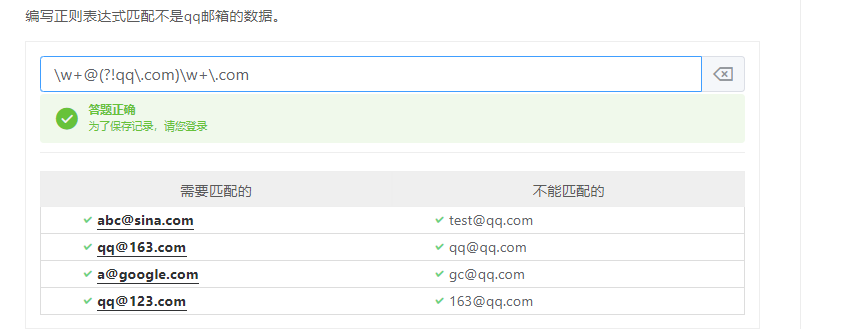 编写正则表达式匹配不是qq邮箱的数据。
\w+@(?!qq\.com)\w+\.com
答题正确
为了保存记录，请您登录
需要匹配的 不能匹配的
abc@sina.com test@qq.com
qq@163.com qq@qq.com
a@google.com gc@qq.com
qq@123.com 163@qq.com